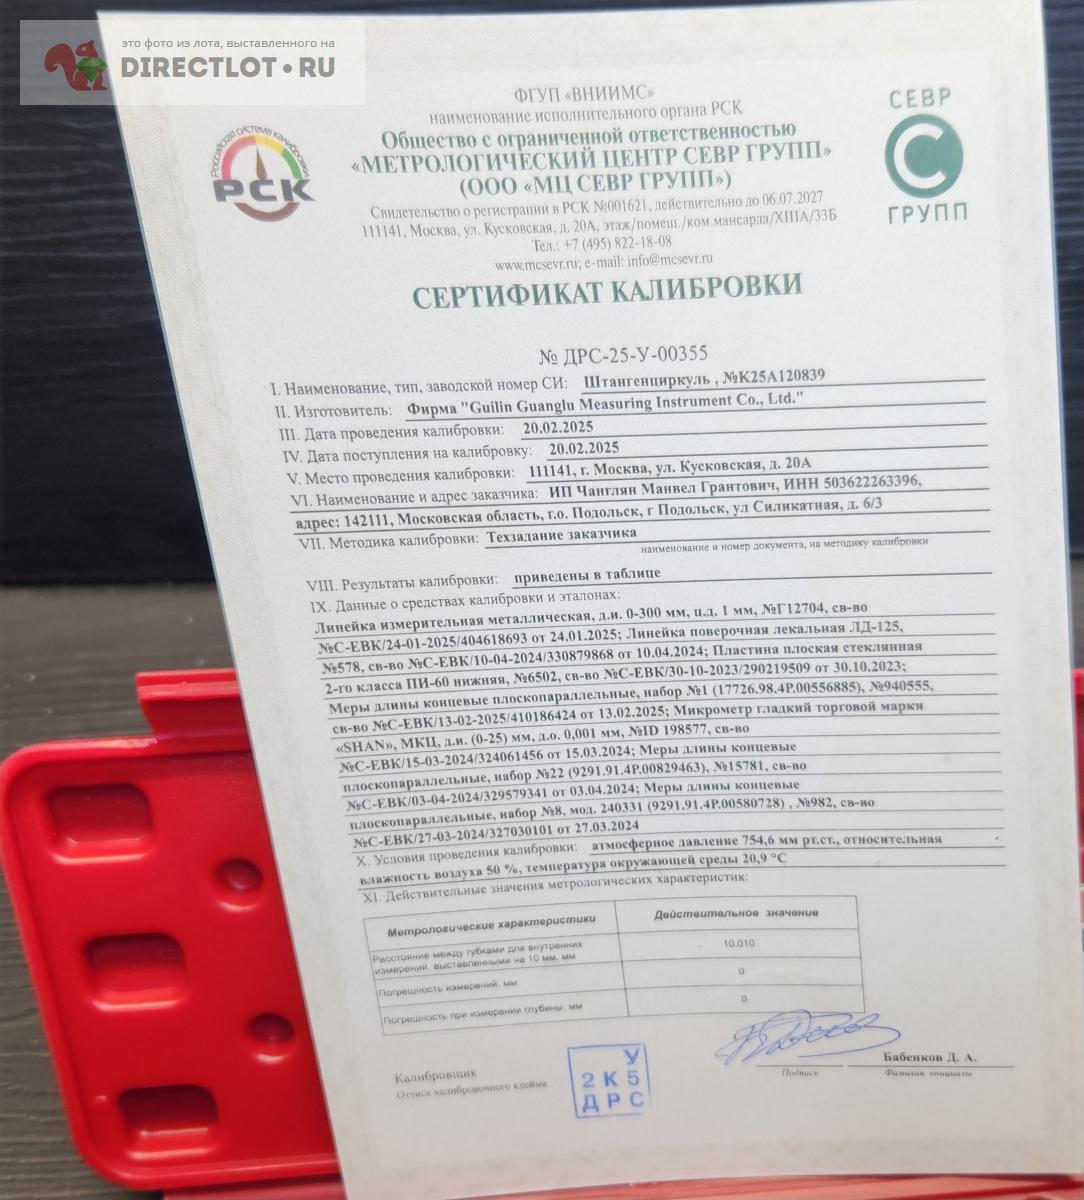 это фото из лота, выставленного на
DIRECTLOT • RU
ФГУП «ВНИИМС»
наименование исполнительного органа РСК
Общество с ограниченной ответственностью
«МЕТРОЛОГИЧЕСКИЙ ЦЕНТР СЕВР ГРУПП»
(ООО «МЦ СЕВР ГРУПП»)
Свидетельство о регистрации в РСК №001621, действительно до 06.07.2027
111141, Москва, ул. Кусковская, д. 20А, этаж/помещ./ком.мансарда/XIIIА/33Б
Тел.: +7 (495) 822-18-08
www.mcsevr.ru; e-mail: info@mcsevr.ru
Российская система калибровки
РСК
СЕВР
ГРУПП
СЕРТИФИКАТ КАЛИБРОВКИ
№ ДРС-25-У-00355
I. Наименование, тип, заводской номер СИ: Штангенциркуль , №K25A120839
II. Изготовитель: Фирма "Guilin Guanglu Measuring Instrument Co., Ltd."
III. Дата проведения калибровки: 20.02.2025
IV. Дата поступления на калибровку: 20.02.2025
V. Место проведения калибровки: 111141, г. Москва, ул. Кусковская, д. 20А
VI. Наименование и адрес заказчика: ИП Чанглян Манвел Грантович, ИНН 503622263396,
адрес: 142111, Московская область, г.о. Подольск, г Подольск, ул Силикатная, д. 6/3
VII. Методика калибровки: Техзадание заказчика
наименование и номер документа, на методику калибровки
VIII. Результаты калибровки: приведены в таблице
IX. Данные о средствах калибровки и эталонах:
Линейка измерительная металлическая, д.и. 0-300 мм, ц.д. 1 мм, №Г12704, св-во
№С-ЕВК/24-01-2025/404618693 от 24.01.2025; Линейка поверочная лекальная ЛД-125,
№578, св-во №С-ЕВК/10-04-2024/330879868 от 10.04.2024; Пластина плоская стеклянная
2-го класса ПИ-60 нижняя, №6502, св-во №С-ЕВК/30-10-2023/290219509 от 30.10.2023;
Меры длины концевые плоскопараллельные, набор №1 (17726.98.4Р.00556885), №940555,
св-во №С-ЕВК/13-02-2025/410186424 от 13.02.2025; Микрометр гладкий торговой марки
«SHAN», МКЦ, д.и. (0-25) мм, д.о. 0,001 мм, №ID 198577, св-во
№С-ЕВК/15-03-2024/324061456 от 15.03.2024; Меры длины концевые
плоскопараллельные, набор №22 (9291.91.4Р.00829463), №15781, св-во
№С-ЕВК/03-04-2024/329579341 от 03.04.2024; Меры длины концевые
плоскопараллельные, набор №8, мод. 240331 (9291.91.4Р.00580728) , №982, св-во
№С-ЕВК/27-03-2024/327030101 от 27.03.2024
X. Условия проведения калибровки: атмосферное давление 754,6 мм рт.ст., относительная
влажность воздуха 50 %, температура окружающей среды 20,9 °С
XI. Действительные значения метрологических характеристик:
Метрологические характеристики Действительное значение
Расстояние между губками для внутренних
измерений, выставленными на 10 мм, мм 10,010
Погрешность измерений, мм 0
Погрешность при измерении глубины, мм 0
Калибровщик
Оттиск калибровочного клейма
У
2 К 5
Д Р С
Подпись
Бабенков Д. А.
Фамилия, инициалы